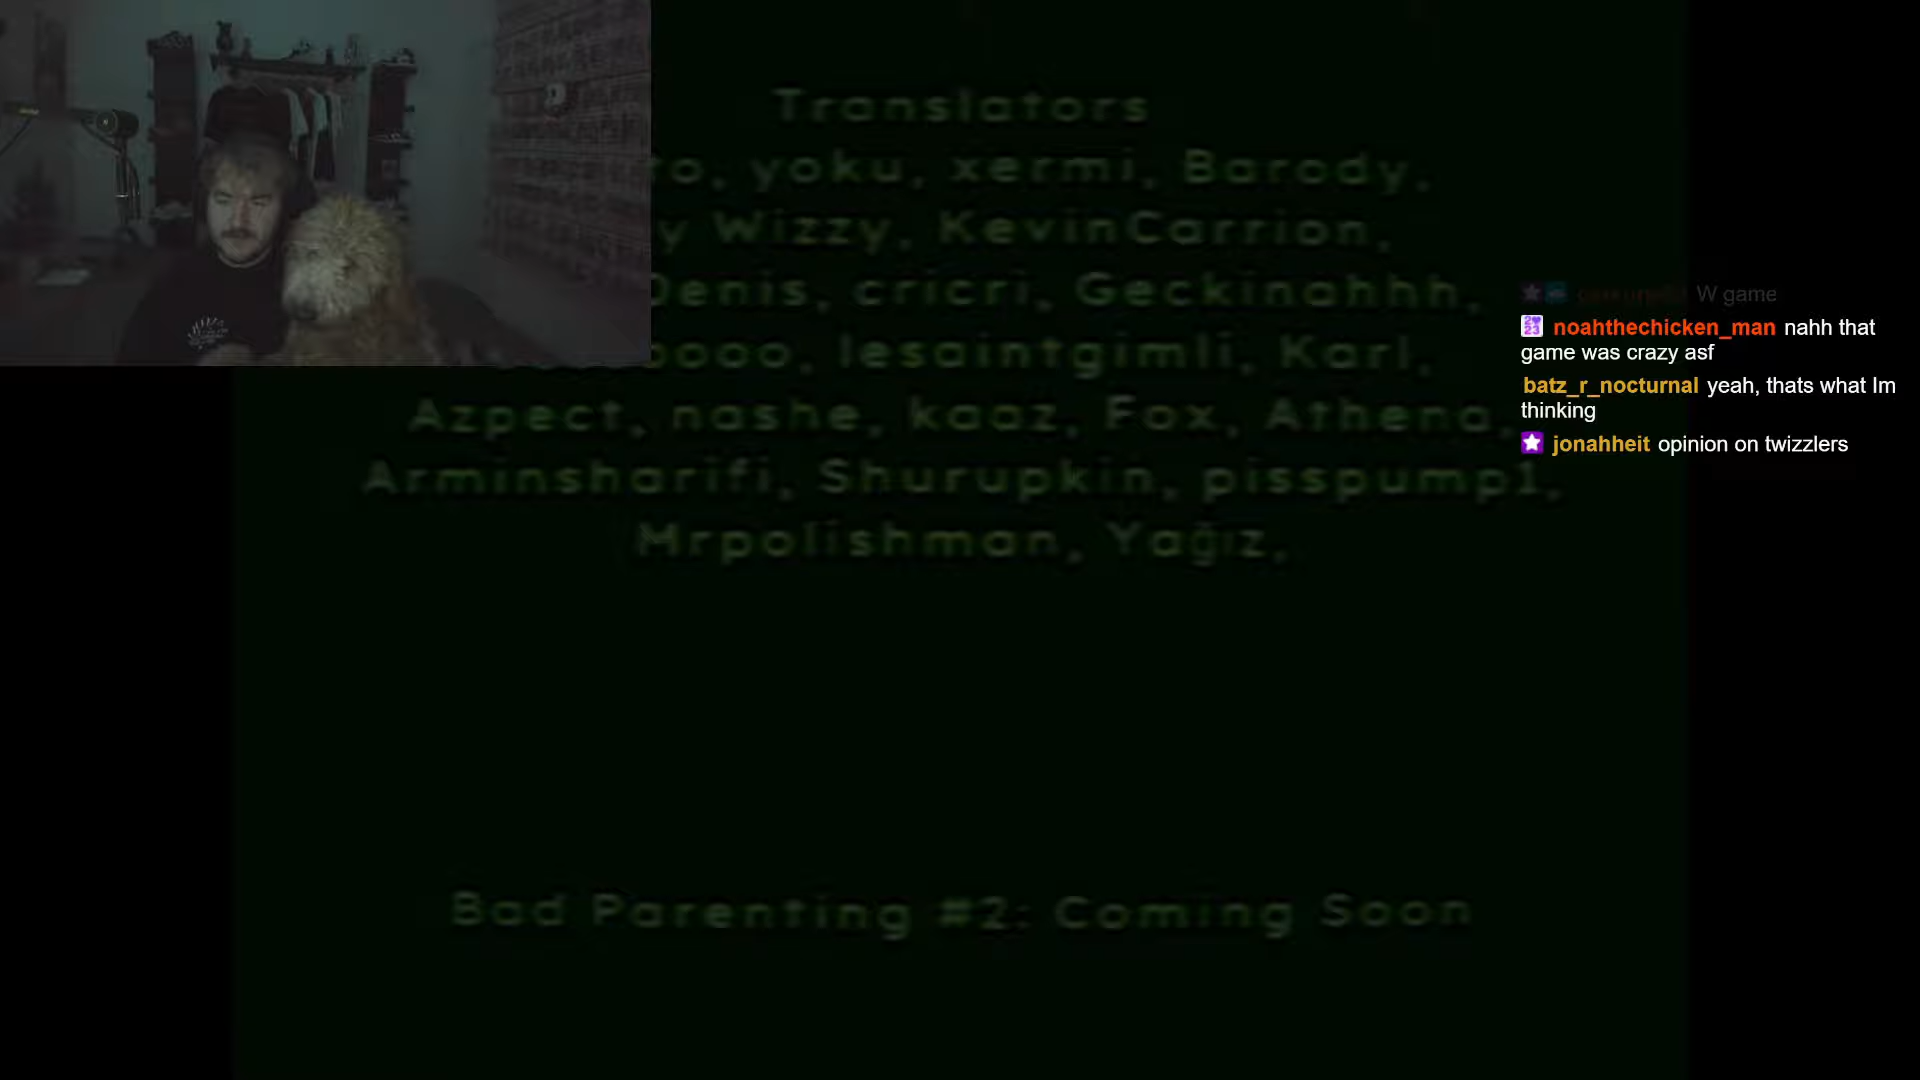 Translators
to, yoku, xermi, Barody,
y Wizzy, KevinCarrion,
Denis, cricri, Geckinahhh,
oooo, lesaintgimli, Karl,
Azpect, nashe, kaaz, Fox, Athena,
Arminsharifi, Shurupkin, pisspump1,
Mrpolishman, Yağız,
Bad Parenting #2: Coming Soon
W game
noahthechicken_man nahh that
game was crazy asf
batz_r_nocturnal yeah, thats what Im
thinking
jonahheit opinion on twizzlers